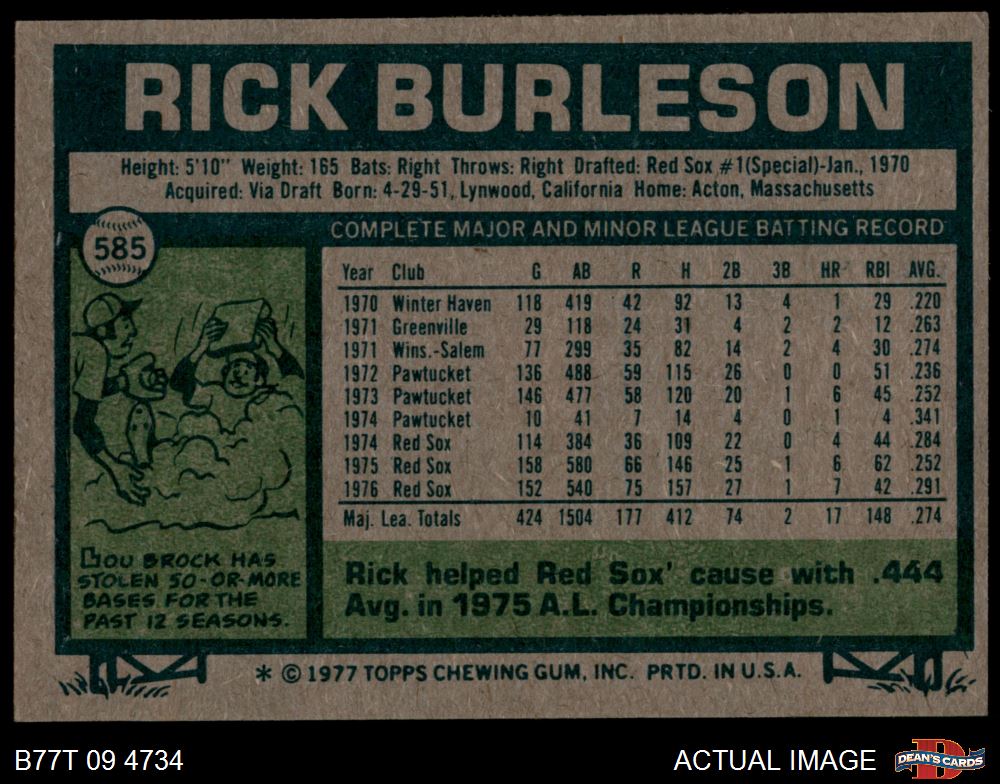 RICK BURLESON
Height: 5'10" Weight: 165 Bats: Right Throws: Right Drafted: Red Sox #1(Special)-Jan., 1970
Acquired: Via Draft Born: 4-29-51, Lynwood, California Home: Acton, Massachusetts
585
COMPLETE MAJOR AND MINOR LEAGUE BATTING RECORD
Year Club G AB R H 2B 3B HR RBI AVG.
1970 Winter Haven 118 419 42 92 13 4 1 29 .220
1971 Greenville 29 118 24 31 4 2 2 12 .263
1971 Wins.-Salem 77 299 35 82 14 2 4 30 .274
1972 Pawtucket 136 488 59 115 26 0 0 51 .236
1973 Pawtucket 146 477 58 120 20 1 6 45 .252
1974 Pawtucket 10 41 7 14 4 0 1 4 .341
1974 Red Sox 114 384 36 109 22 0 4 44 .284
1975 Red Sox 158 580 66 146 25 1 6 62 .252
1976 Red Sox 152 540 75 157 27 1 7 42 .291
Maj. Lea. Totals 424 1504 177 412 74 2 17 148 .274
LOU BROCK HAS
STOLEN 50-OR-MORE
BASES FOR THE
PAST 12 SEASONS.
Rick helped Red Sox' cause with .444
Avg. in 1975 A.L. Championships.
* © 1977 TOPPS CHEWING GUM, INC. PRTD. IN U.S.A.
B77T 09 4734
ACTUAL IMAGE
D
DEAN'S CARDS